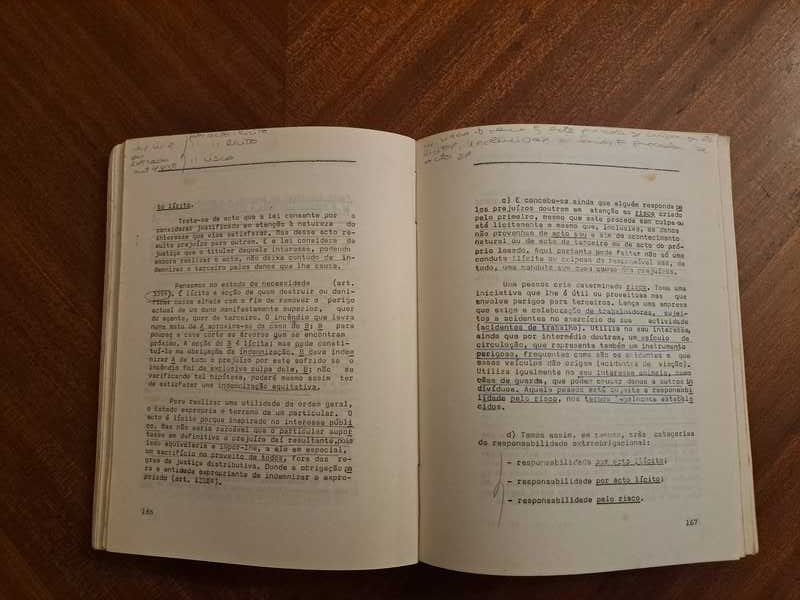 to lícito.
Trata-se de acto que a lei consente por o
considerar justificado em atenção à natureza do
interesse que visa satisfazer. Mas desse acto re-
sulta prejuízo para outrem. E a lei considera de
justiça que o titular daquele interesse, podendo
embora realizar o acto, não deixe contudo de in-
demnizar o terceiro pelos danos que lhe causa.
Pensemos no estado de necessidade (art.
É lícita a acção de quem destruir ou dani-
ficar coisa alheia com o fim de remover o perigo
actual de um dano manifestamente superior, quer
do agente, quer de terceiro. O incêndio que lavra
numa mata de A aproxima-se da casa de B; B para
poupar a casa corta as árvores que se encontram
próximas. A acção de B é lícita; mas pode consti-
tuí-lo na obrigação de indemnização. B deve indem
nizar A de todo o prejuízo por este sofrido se o
incêndio foi de exclusiva culpa dele, B; não se
verificando tal hipótese, poderá mesmo assim ter
de satisfazer uma indemnização equitativa.
Para realizar uma utilidade de ordem geral,
o Estado expropria o terreno de um particular. O
acto é lícito porque inspirado no interesse públi
co. Mas não seria razoável que o particular supor
tasse em definitivo o prejuízo daí resultante, pois
isso equivaleria a impor-lhe, a ele em especial,
um sacrifício no proveito de todos, fora das re-
gras da justiça distributiva. Donde a obrigação pa
ra a entidade expropriante de indemnizar o expro-
priado (art.
166
c) E concebe-se ainda que alguém responda pe
los prejuízos doutrem em atenção ao risco criado
pelo primeiro, mesmo que este proceda sem culpa ou
até licitamente e mesmo que, inclusive, os danos
não provenham de acto seu e sim de acontecimento
natural ou de acto de terceiro ou de acto do pró-
prio lesado. Aqui portanto pode faltar não só uma
conduta ilícita ou culposa do responsável mas, de
todo, uma conduta sua como causa dos prejuízos.
Uma pessoa cria determinado risco. Toma uma
iniciativa que lhe é útil ou proveitosa mas que
envolve perigos para terceiros. Lança uma empresa
que exige a colaboração de trabalhadores, sujei-
tos a acidentes no exercício da sua actividade
(acidentes de trabalho). Utiliza no seu interesse,
ainda que por intermédio doutrem, um veículo de
circulação, que representa também um instrumento
perigoso, frequentes como são os acidentes a que
esses veículos dão origem (acidentes de viação).
Utiliza igualmente no seu interesse animais, como
cães de guarda, que podem causar danos a outros in
divíduos. Aquela pessoa está sujeita a responsabi
lidade pelo risco, nos termos legalmente estabele
cidos.
d) Temos assim, em resumo, três categorias
de responsabilidade extraobrigacional:
- responsabilidade por acto ilícito;
- responsabilidade por acto lícito;
- responsabilidade pelo risco.
167